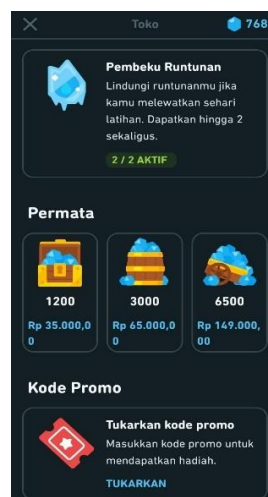 Toko
768
Pembeku Runtunan
Lindungi runtunanmu jika
kamu melewatkan sehari
latihan. Dapatkan hingga 2
sekaligus.
2 / 2 AKTIF
Permata
1200
3000
6500
Rp 35.000,0
0
Rp 65.000,0
0
Rp 149.000,
00
Kode Promo
Tukarkan kode promo
Masukkan kode promo untuk
mendapatkan hadiah.
TUKARKAN